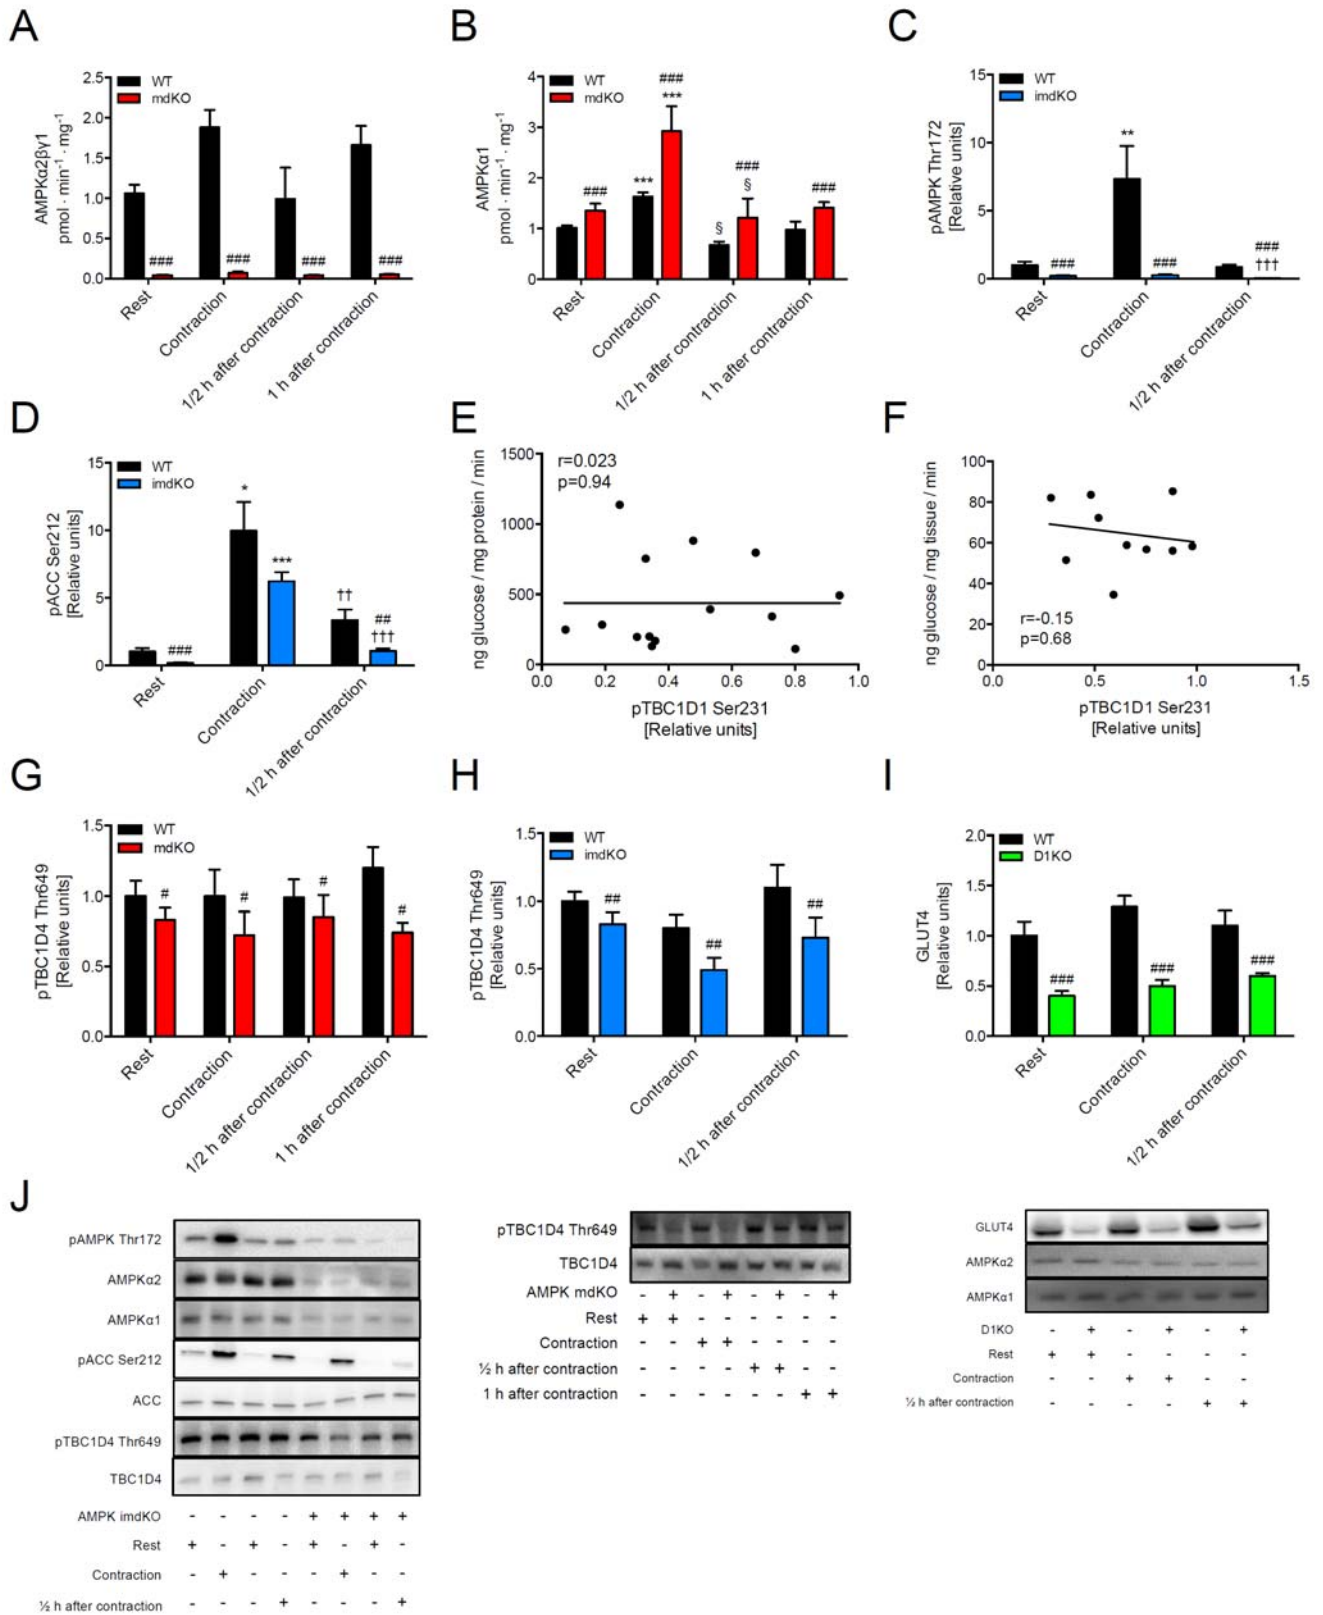 A
AMPKα2βγ1
pmol · min⁻¹ · mg⁻¹
2.5
2.0
1.5
1.0
0.5
0.0
WT
mdKO
###
###
###
###
Rest
Contraction
1/2 h after contraction
1 h after contraction
B
AMPKα1
pmol · min⁻¹ · mg⁻¹
4
3
2
1
0
WT
mdKO
###
***
###
***
§
###
§
###
Rest
Contraction
1/2 h after contraction
1 h after contraction
C
pAMPK Thr172
[Relative units]
15
10
5
0
WT
imdKO
###
**
###
###
†††
Rest
Contraction
1/2 h after contraction
D
pACC Ser212
[Relative units]
15
10
5
0
WT
imdKO
###
*
***
††
##
†††
Rest
Contraction
1/2 h after contraction
E
ng glucose / mg protein / min
1500
1000
500
0
r=0.023
p=0.94
0.0 0.2 0.4 0.6 0.8 1.0
pTBC1D1 Ser231
[Relative units]
F
ng glucose / mg tissue / min
100
80
60
40
20
0
r=-0.15
p=0.68
0.0 0.5 1.0 1.5
pTBC1D1 Ser231
[Relative units]
G
pTBC1D4 Thr649
[Relative units]
1.5
1.0
0.5
0.0
WT
mdKO
#
#
#
#
Rest
Contraction
1/2 h after contraction
1 h after contraction
H
pTBC1D4 Thr649
[Relative units]
1.5
1.0
0.5
0.0
WT
imdKO
##
##
##
Rest
Contraction
1/2 h after contraction
I
GLUT4
[Relative units]
2.0
1.5
1.0
0.5
0.0
WT
D1KO
###
###
###
Rest
Contraction
1/2 h after contraction
J
pAMPK Thr172
AMPKα2
AMPKα1
pACC Ser212
ACC
pTBC1D4 Thr649
TBC1D4
AMPK imdKO - - - - + + + +
Rest + - + - + - + -
Contraction - + - - - + - -
½ h after contraction - - - + - - - +
pTBC1D4 Thr649
TBC1D4
AMPK mdKO - + - + - + - +
Rest + + - - - - - -
Contraction - - + + - - - -
½ h after contraction - - - - + + - -
1 h after contraction - - - - - - + +
GLUT4
AMPKα2
AMPKα1
D1KO - + - + - +
Rest + + - - - -
Contraction - - + + - -
½ h after contraction - - - - + +